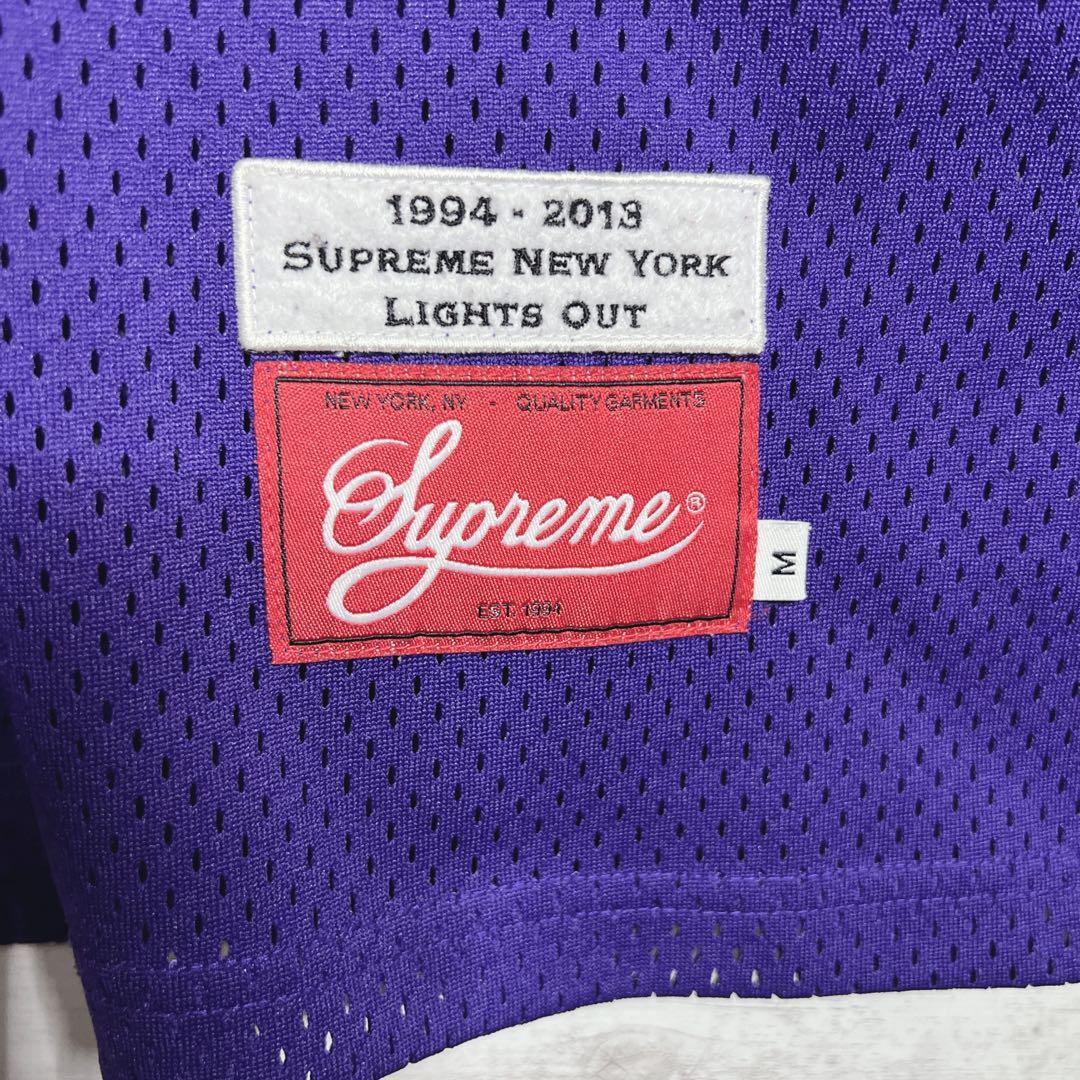 1994 - 2013
SUPREME NEW YORK
LIGHTS OUT
NEW YORK, NY - QUALITY GARMENTS
Supreme®
EST. 1994
M